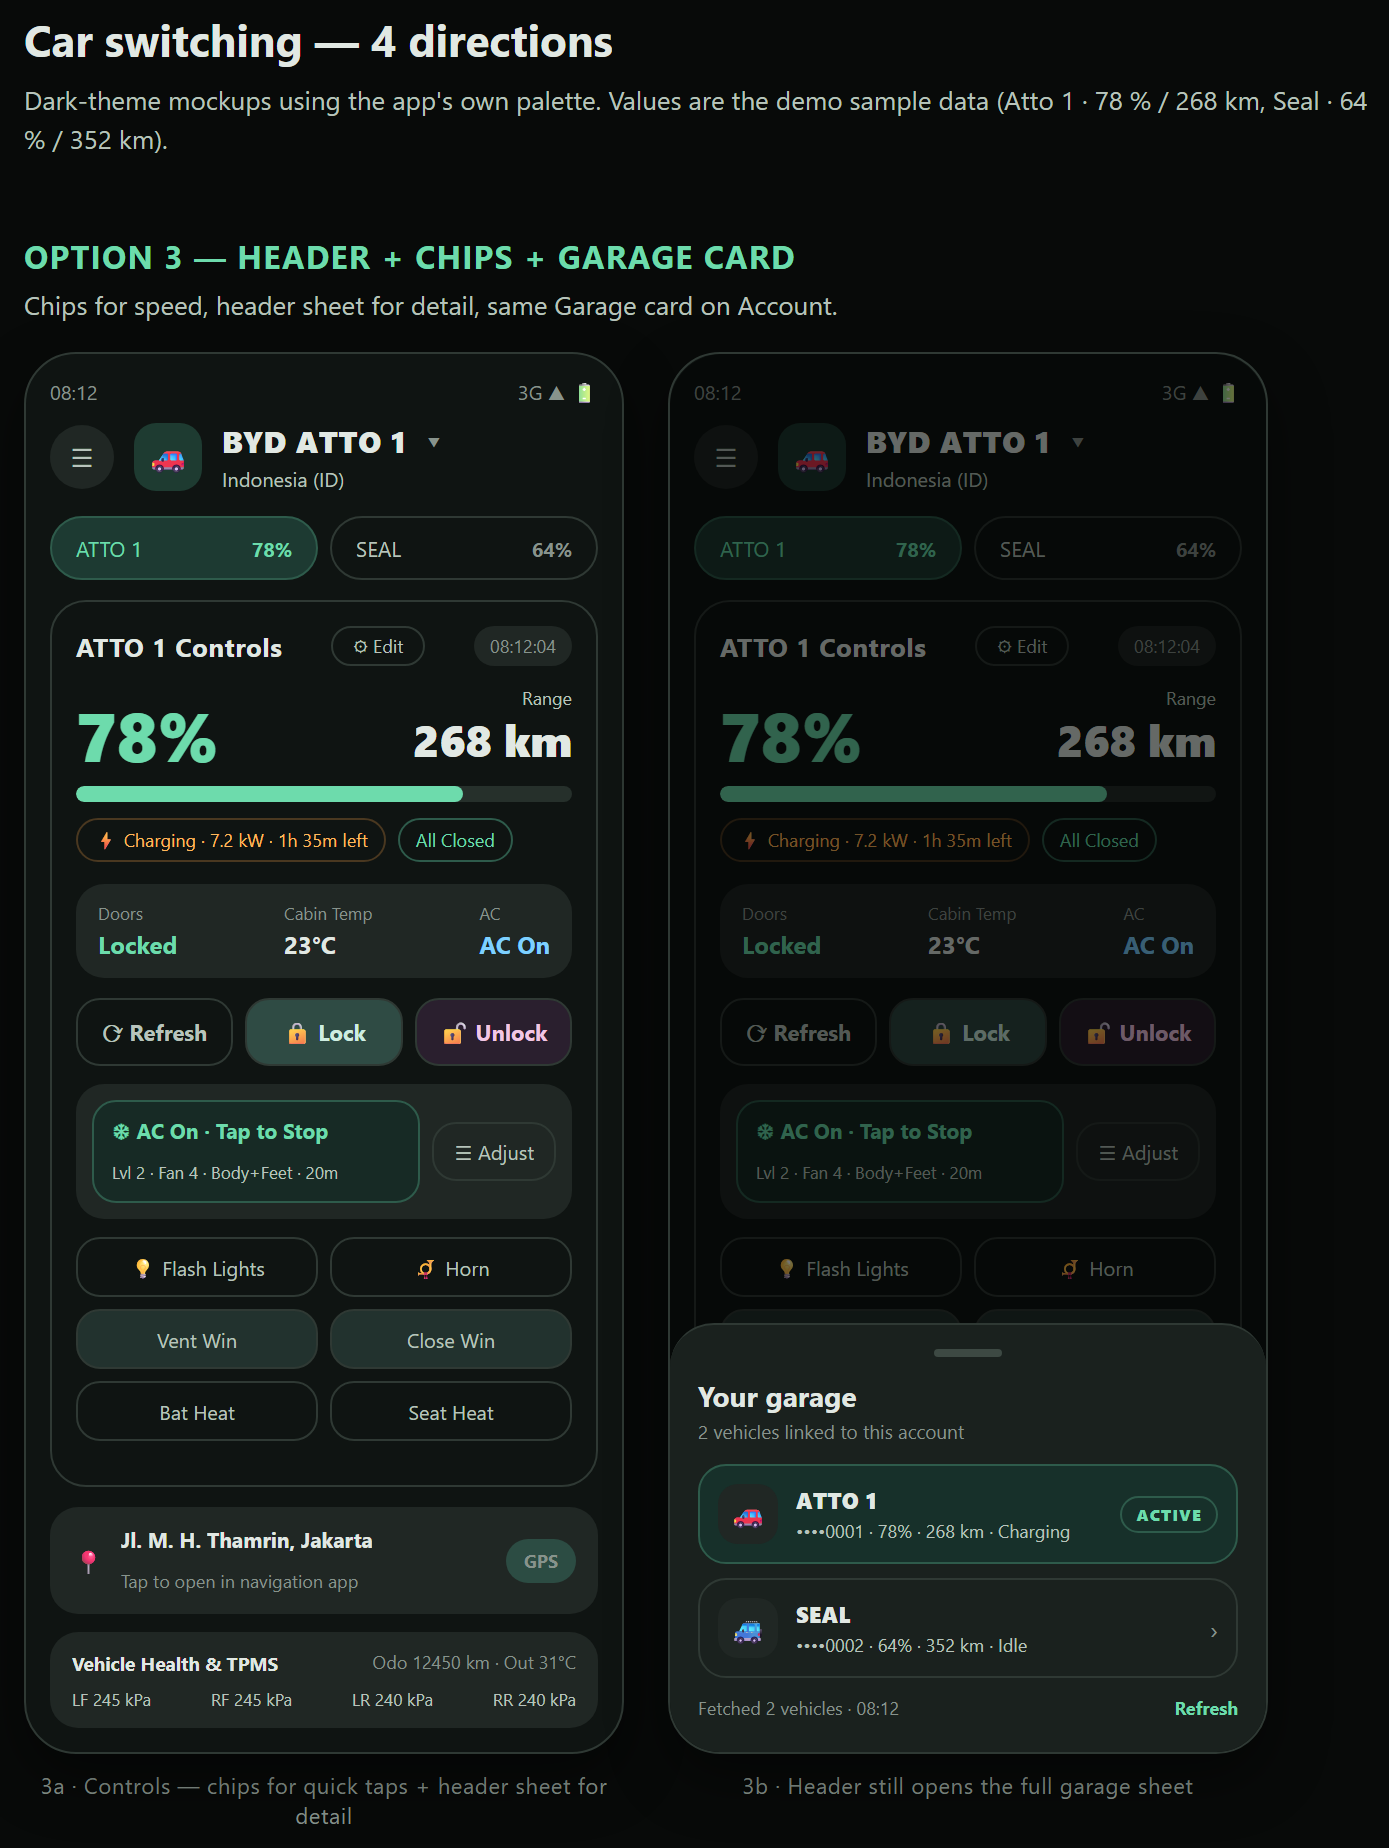 Car switching — 4 directions
Dark-theme mockups using the app's own palette. Values are the demo sample data (Atto 1 · 78 % / 268 km, Seal · 64
% / 352 km).
OPTION 3 — HEADER + CHIPS + GARAGE CARD
Chips for speed, header sheet for detail, same Garage card on Account.
08:12
3G
BYD ATTO 1
Indonesia (ID)
ATTO 1 78%
SEAL 64%
ATTO 1 Controls
Edit
08:12:04
Range
78%
268 km
Charging · 7.2 kW · 1h 35m left
All Closed
Doors
Cabin Temp
AC
Locked
23°C
AC On
Refresh
Lock
Unlock
AC On · Tap to Stop
Lvl 2 · Fan 4 · Body+Feet · 20m
Adjust
Flash Lights
Horn
Vent Win
Close Win
Bat Heat
Seat Heat
Jl. M. H. Thamrin, Jakarta
Tap to open in navigation app
GPS
Vehicle Health & TPMS
Odo 12450 km · Out 31°C
LF 245 kPa
RF 245 kPa
LR 240 kPa
RR 240 kPa
3a · Controls — chips for quick taps + header sheet for
detail
08:12
3G
BYD ATTO 1
Indonesia (ID)
ATTO 1 78%
SEAL 64%
ATTO 1 Controls
Edit
08:12:04
Range
78%
268 km
Charging · 7.2 kW · 1h 35m left
All Closed
Doors
Cabin Temp
AC
Locked
23°C
AC On
Refresh
Lock
Unlock
AC On · Tap to Stop
Lvl 2 · Fan 4 · Body+Feet · 20m
Adjust
Flash Lights
Horn
Your garage
2 vehicles linked to this account
ATTO 1
••••0001 · 78% · 268 km · Charging
ACTIVE
SEAL
••••0002 · 64% · 352 km · Idle
Fetched 2 vehicles · 08:12
Refresh
3b · Header still opens the full garage sheet